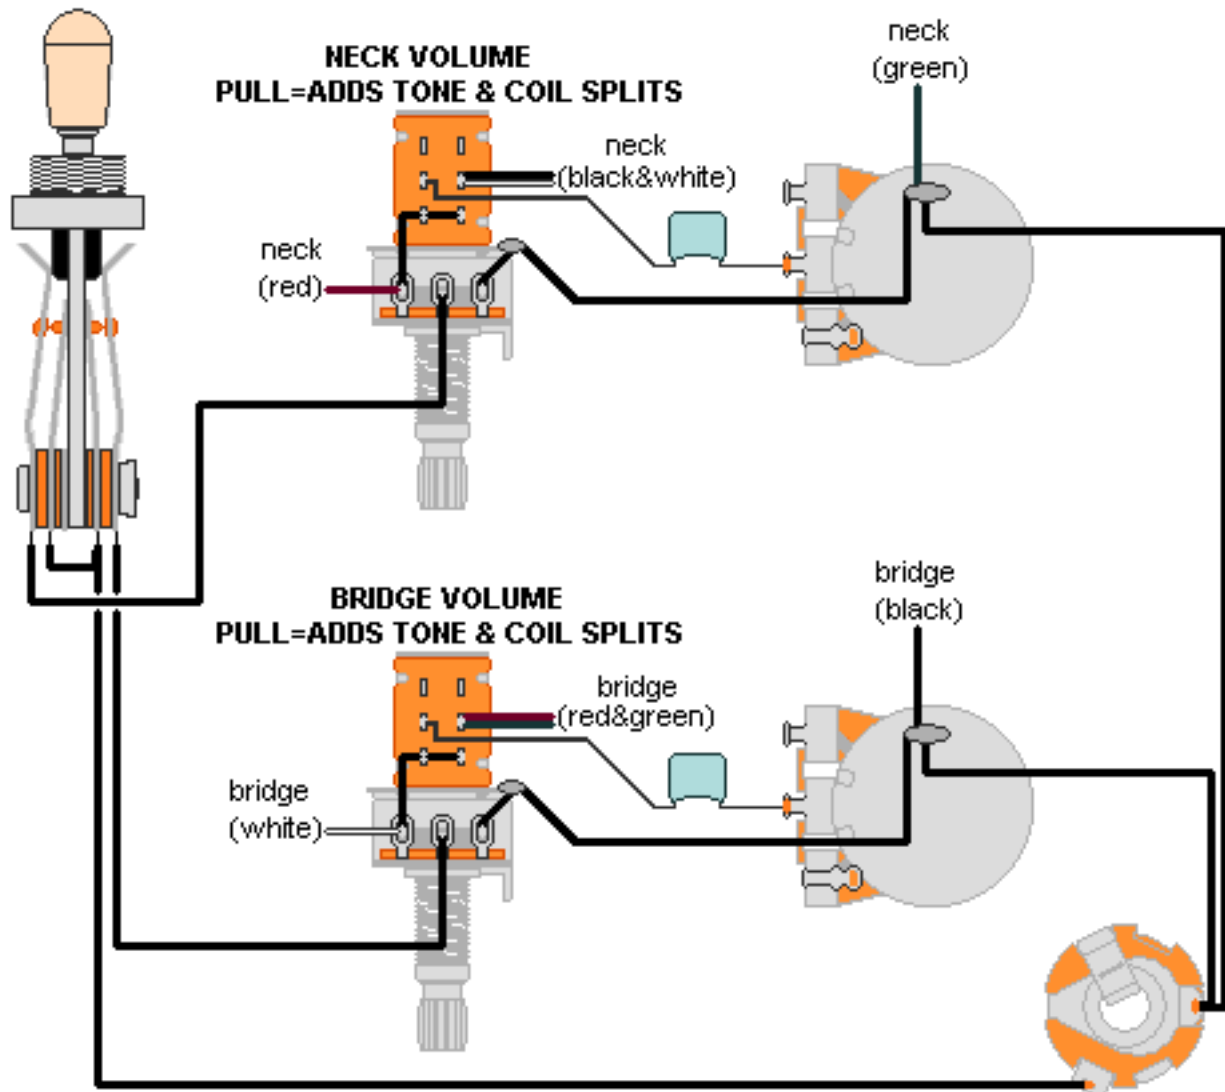 NECK VOLUME
PULL=ADDS TONE & COIL SPLITS
neck
(green)
neck
(black&white)
neck
(red)
BRIDGE VOLUME
PULL=ADDS TONE & COIL SPLITS
bridge
(black)
bridge
(red&green)
bridge
(white)